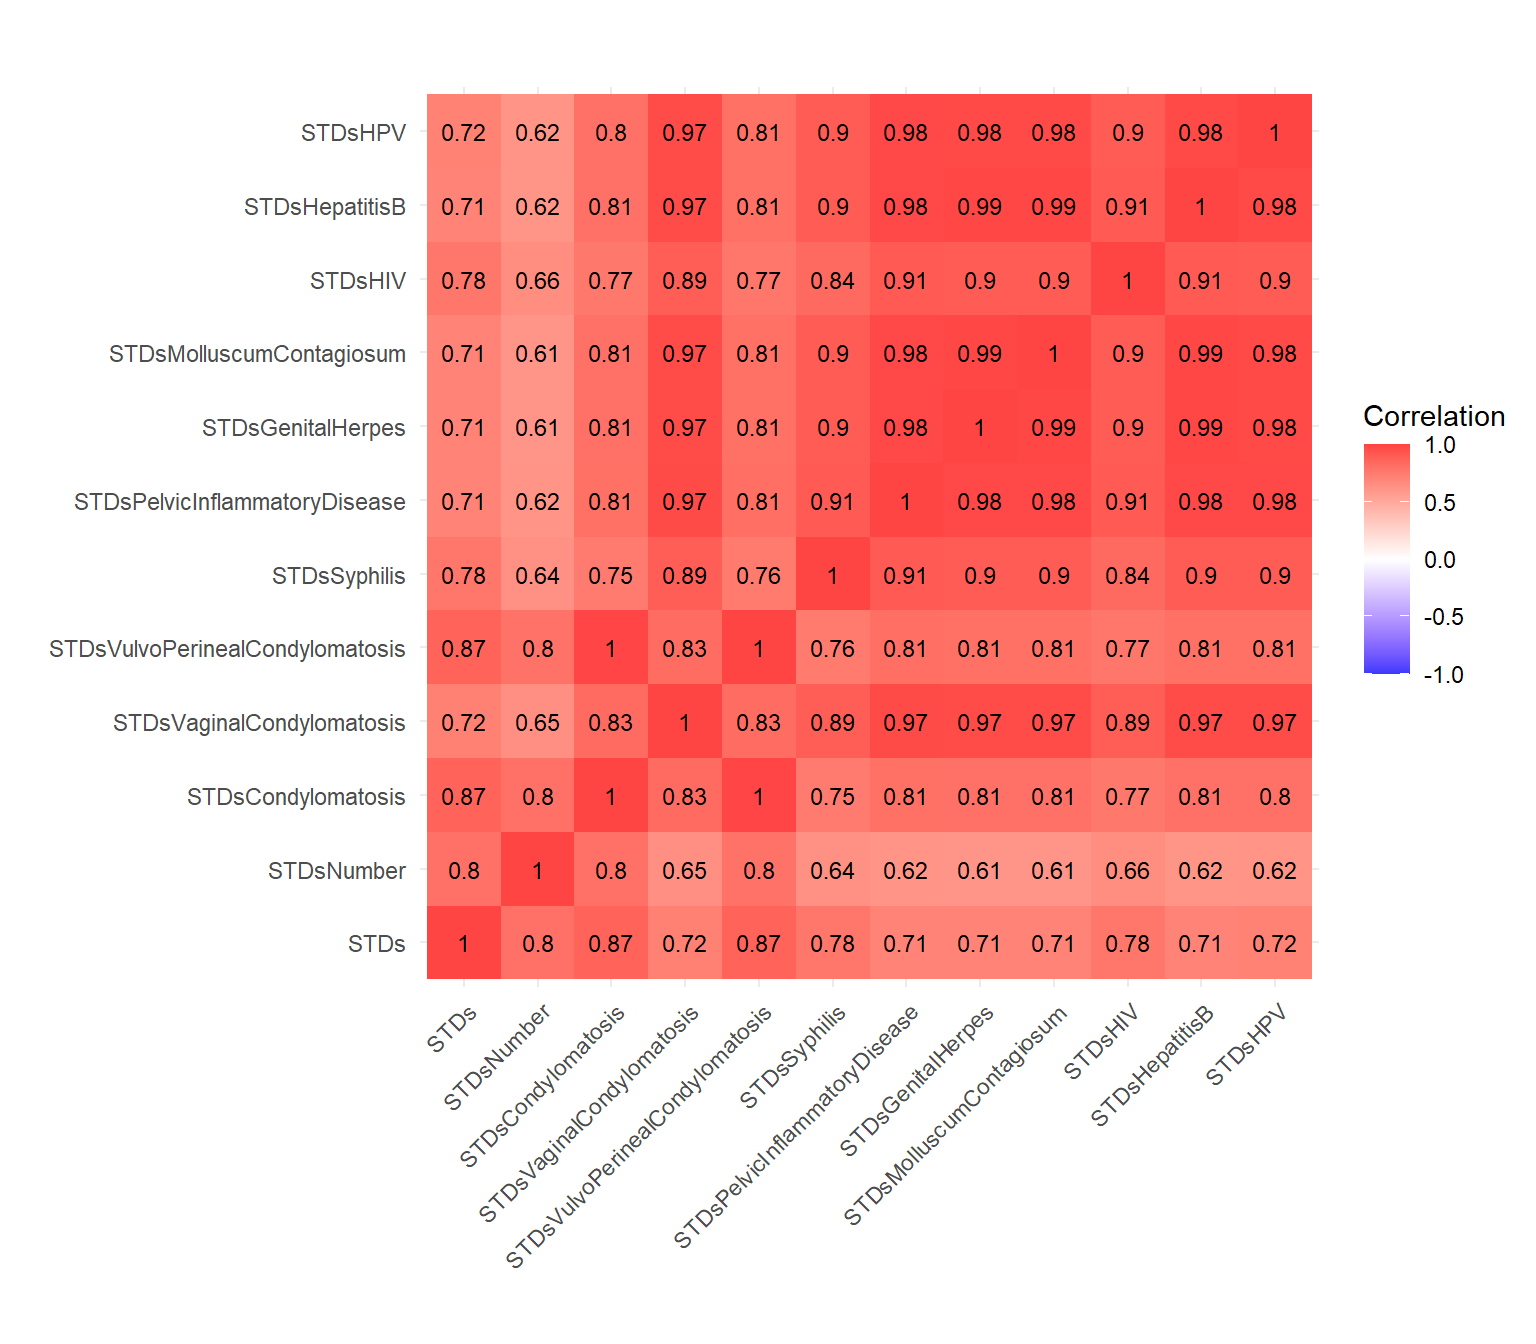 STDsHPV 0.72 0.62 0.8 0.97 0.81 0.9 0.98 0.98 0.98 0.9 0.98 1
STDsHepatitisB 0.71 0.62 0.81 0.97 0.81 0.9 0.98 0.99 0.99 0.91 1 0.98
STDsHIV 0.78 0.66 0.77 0.89 0.77 0.84 0.91 0.9 0.9 1 0.91 0.9
STDsMolluscumContagiosum 0.71 0.61 0.81 0.97 0.81 0.9 0.98 0.99 1 0.9 0.99 0.98
STDsGenitalHerpes 0.71 0.61 0.81 0.97 0.81 0.9 0.98 1 0.99 0.9 0.99 0.98
STDsPelvicInflammatoryDisease 0.71 0.62 0.81 0.97 0.81 0.91 1 0.98 0.98 0.91 0.98 0.98
STDsSyphilis 0.78 0.64 0.75 0.89 0.76 1 0.91 0.9 0.9 0.84 0.9 0.9
STDsVulvoPerinealCondylomatosis 0.87 0.8 1 0.83 1 0.76 0.81 0.81 0.81 0.77 0.81 0.81
STDsVaginalCondylomatosis 0.72 0.65 0.83 1 0.83 0.89 0.97 0.97 0.97 0.89 0.97 0.97
STDsCondylomatosis 0.87 0.8 1 0.83 1 0.75 0.81 0.81 0.81 0.77 0.81 0.8
STDsNumber 0.8 1 0.8 0.65 0.8 0.64 0.62 0.61 0.61 0.66 0.62 0.62
STDs 1 0.8 0.87 0.72 0.87 0.78 0.71 0.71 0.71 0.78 0.71 0.72
STDs
STDsNumber
STDsCondylomatosis
STDsVaginalCondylomatosis
STDsVulvoPerinealCondylomatosis
STDsSyphilis
STDsPelvicInflammatoryDisease
STDsGenitalHerpes
STDsMolluscumContagiosum
STDsHIV
STDsHepatitisB
STDsHPV
Correlation
1.0
0.5
0.0
-0.5
-1.0